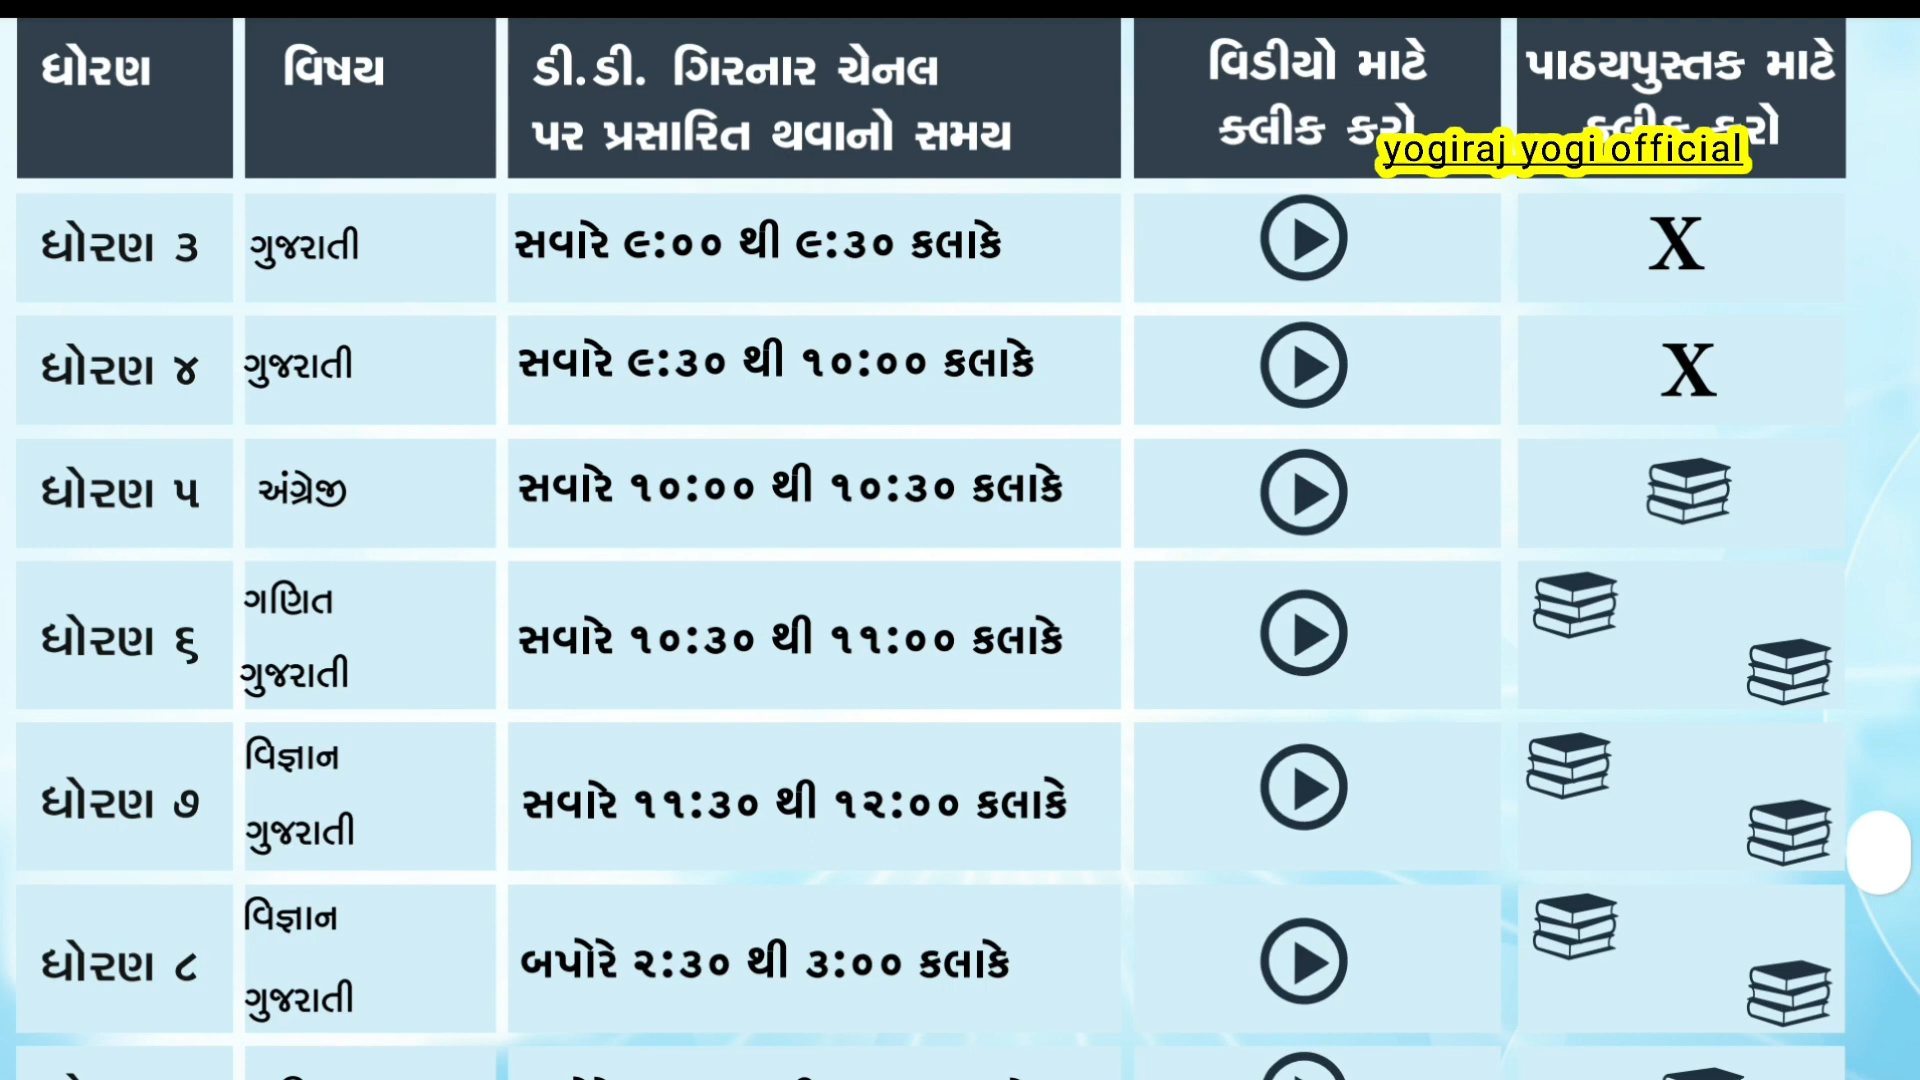 ધોરણ વિષય ડી.ડી. ગિરનાર ચેનલ પર પ્રસારિત થવાનો સમય વિડીયો માટે ક્લીક કરો પાઠયપુસ્તક માટે ક્લીક કરો
yogiraj yogi official
ધોરણ ૩ ગુજરાતી સવારે ૯:૦૦ થી ૯:૩૦ કલાકે X
ધોરણ ૪ ગુજરાતી સવારે ૯:૩૦ થી ૧૦:૦૦ કલાકે X
ધોરણ ૫ અંગ્રેજી સવારે ૧૦:૦૦ થી ૧૦:૩૦ કલાકે
ધોરણ ૬ ગણિત ગુજરાતી સવારે ૧૦:૩૦ થી ૧૧:૦૦ કલાકે
ધોરણ ૭ વિજ્ઞાન ગુજરાતી સવારે ૧૧:૩૦ થી ૧૨:૦૦ કલાકે
ધોરણ ૮ વિજ્ઞાન ગુજરાતી બપોરે ૨:૩૦ થી ૩:૦૦ કલાકે